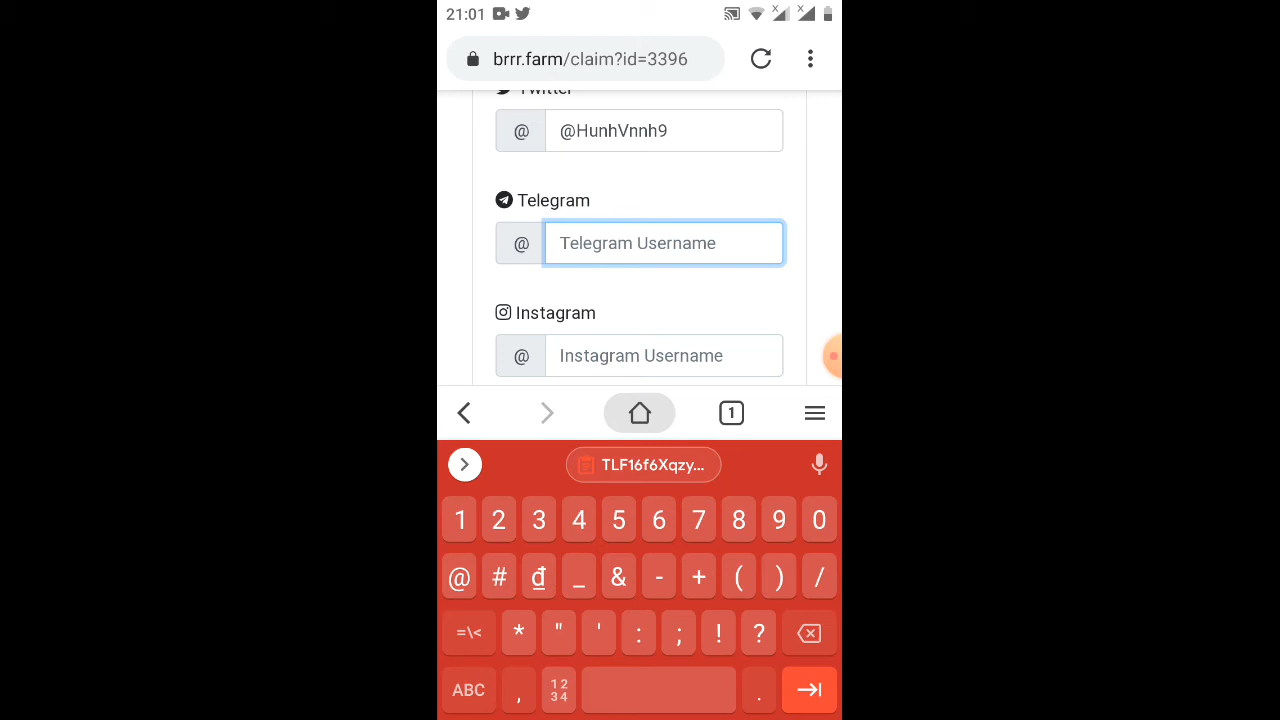 21:01
brrr.farm/claim?id=3396
Twitter
@ @HunhVnnh9
Telegram
@ Telegram Username
Instagram
@ Instagram Username
1
TLF16f6Xqzy...
1 2 3 4 5 6 7 8 9 0
@ # ₫ _ & - + ( ) /
=\< * " ' : ; ! ?
ABC , 12 34 .